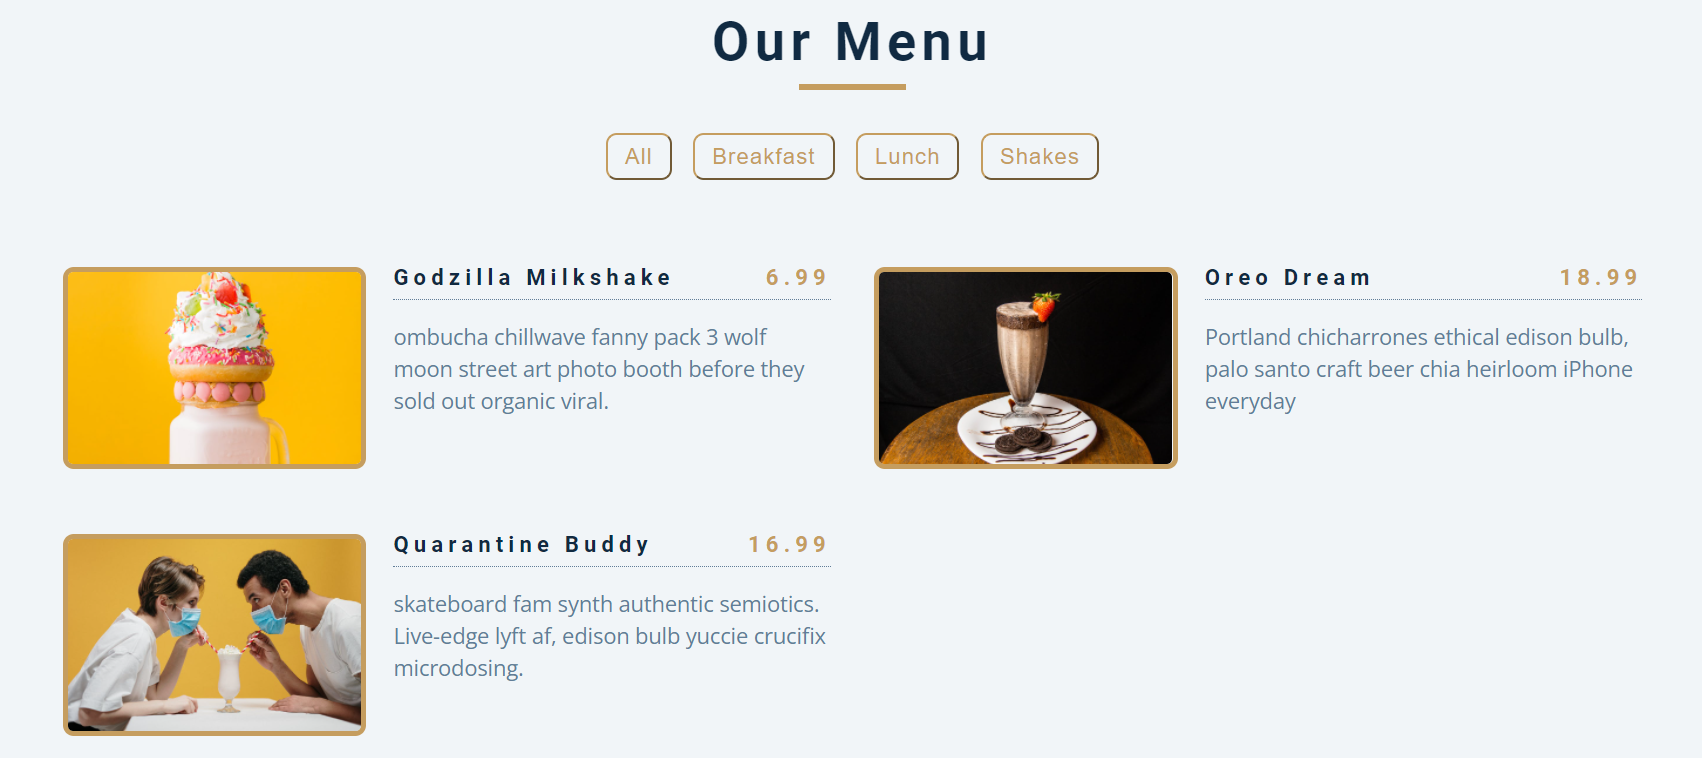 Our Menu
All
Breakfast
Lunch
Shakes
Godzilla Milkshake 6.99
ombucha chillwave fanny pack 3 wolf
moon street art photo booth before they
sold out organic viral.
Oreo Dream 18.99
Portland chicharrones ethical edison bulb,
palo santo craft beer chia heirloom iPhone
everyday
Quarantine Buddy 16.99
skateboard fam synth authentic semiotics.
Live-edge lyft af, edison bulb yuccie crucifix
microdosing.